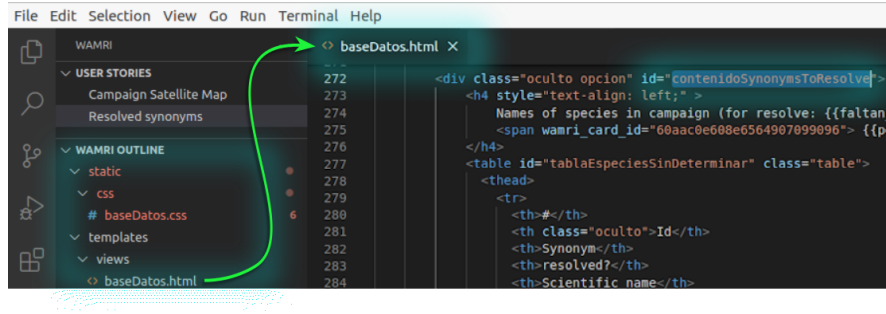 File Edit Selection View Go Run Terminal Help
WAMRI
USER STORIES
Campaign Satellite Map
Resolved synonyms
WAMRI OUTLINE
static
css
# baseDatos.css 6
templates
views
<> baseDatos.html
<> baseDatos.html ×
272 <div class="oculto opcion" id="contenidoSynonymsToResolve">
273 <h4 style="text-align: left;" >
274 Names of species in campaign (for resolve: {{faltan
275 <span wamri_card_id="60aac0e608e6564907099096"> {{p
276 </h4>
277 <table id="tablaEspeciesSinDeterminar" class="table">
278 <thead>
279 <tr>
280 <th>#</th>
281 <th class="oculto">Id</th>
282 <th>Synonym</th>
283 <th>resolved?</th>
284 <th>Scientific name</th>